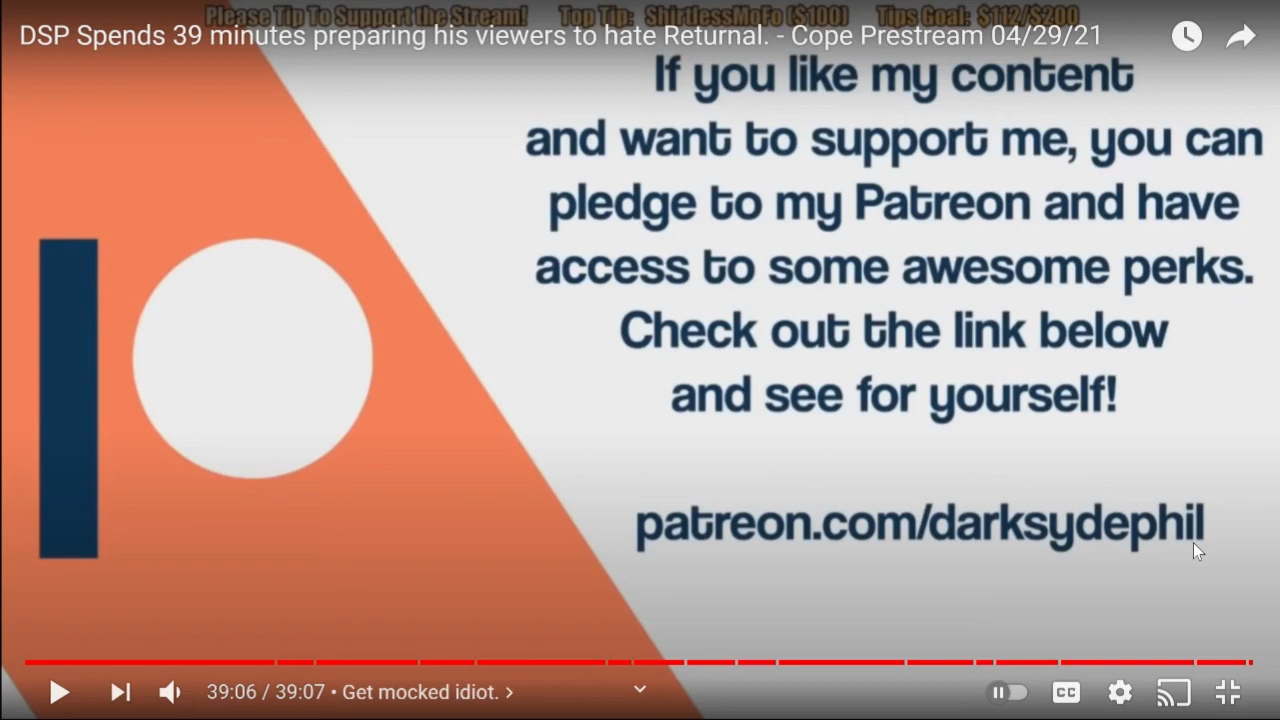 Please Tip To Support the Stream! Top Tip: ShirtlessMoFo ($100) Tips Goal: $112/$200
DSP Spends 39 minutes preparing his viewers to hate Returnal. - Cope Prestream 04/29/21
If you like my content
and want to support me, you can
pledge to my Patreon and have
access to some awesome perks.
Check out the link below
and see for yourself!
patreon.com/darksydephil
39:06 / 39:07 • Get mocked idiot. >
CC